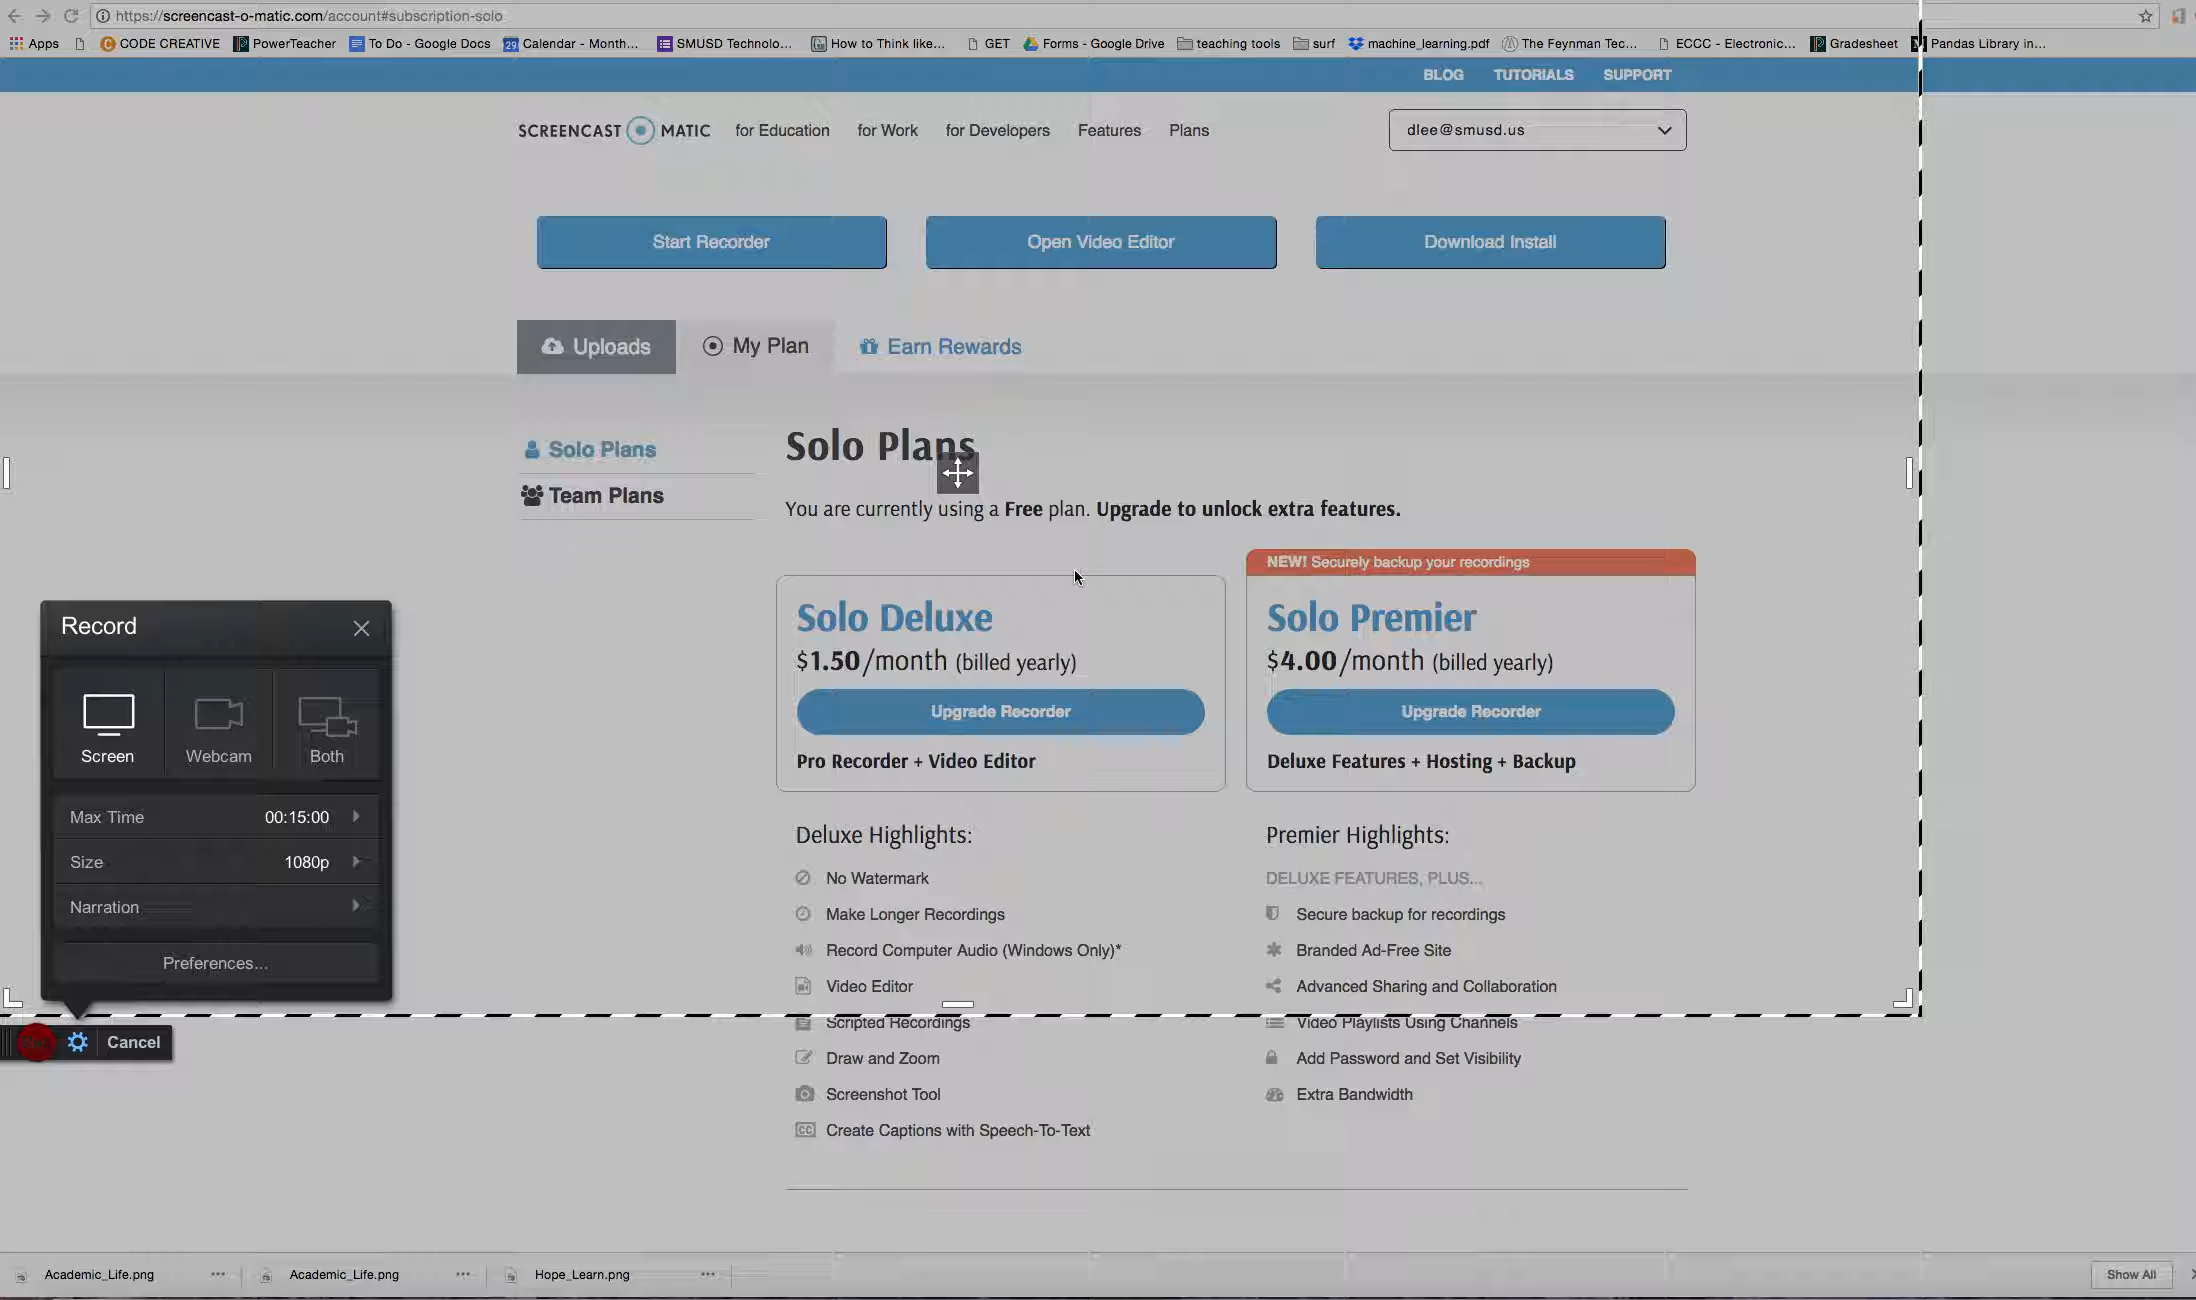 https://screencast-o-matic.com/account#subscription-solo
Apps CODE CREATIVE PowerTeacher To Do - Google Docs Calendar - Month... SMUSD Technolo... How to Think like... GET Forms - Google Drive teaching tools surf machine_learning.pdf The Feynman Tec... ECCC - Electronic... Gradesheet Pandas Library in...
BLOG TUTORIALS SUPPORT
SCREENCAST MATIC for Education for Work for Developers Features Plans dlee@smusd.us
Start Recorder Open Video Editor Download Install
Uploads My Plan Earn Rewards
Solo Plans
Team Plans
Solo Plans
You are currently using a Free plan. Upgrade to unlock extra features.
Solo Deluxe
$1.50/month (billed yearly)
Upgrade Recorder
Pro Recorder + Video Editor
Deluxe Highlights:
No Watermark
Make Longer Recordings
Record Computer Audio (Windows Only)*
Video Editor
Scripted Recordings
Draw and Zoom
Screenshot Tool
CC Create Captions with Speech-To-Text
NEW! Securely backup your recordings
Solo Premier
$4.00/month (billed yearly)
Upgrade Recorder
Deluxe Features + Hosting + Backup
Premier Highlights:
DELUXE FEATURES, PLUS...
Secure backup for recordings
Branded Ad-Free Site
Advanced Sharing and Collaboration
Video Playlists Using Channels
Add Password and Set Visibility
Extra Bandwidth
Record
Screen Webcam Both
Max Time 00:15:00
Size 1080p
Narration
Preferences...
Cancel
Academic_Life.png Academic_Life.png Hope_Learn.png Show All